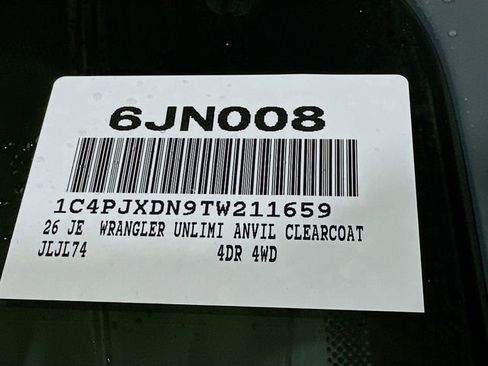 6JN008
1C4PJXDN9TW211659
26 JE WRANGLER UNLIMI ANVIL CLEARCOAT
JLJL74 4DR 4WD